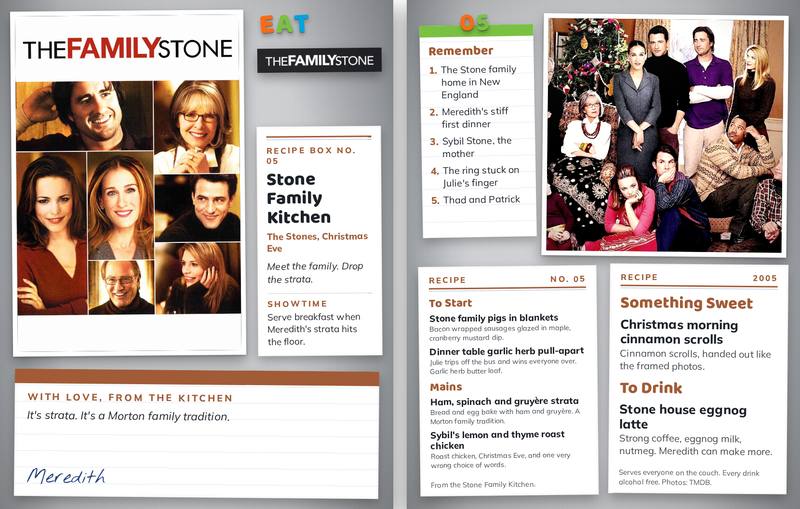 THEFAMILYSTONE
EAT
THEFAMILYSTONE
RECIPE BOX NO.
05
Stone
Family
Kitchen
The Stones, Christmas
Eve
Meet the family. Drop
the strata.
SHOWTIME
Serve breakfast when
Meredith's strata hits
the floor.
WITH LOVE, FROM THE KITCHEN
It's strata. It's a Morton family tradition.
Meredith
05
Remember
1. The Stone family
home in New
England
2. Meredith's stiff
first dinner
3. Sybil Stone, the
mother
4. The ring stuck on
Julie's finger
5. Thad and Patrick
RECIPE NO. 05
To Start
Stone family pigs in blankets
Bacon wrapped sausages glazed in maple,
cranberry mustard dip.
Dinner table garlic herb pull-apart
Julie trips off the bus and wins everyone over.
Garlic herb butter loaf.
Mains
Ham, spinach and gruyère strata
Bread and egg bake with ham and gruyère. A
Morton family tradition.
Sybil's lemon and thyme roast
chicken
Roast chicken, Christmas Eve, and one very
wrong choice of words.
From the Stone Family Kitchen.
RECIPE 2005
Something Sweet
Christmas morning
cinnamon scrolls
Cinnamon scrolls, handed out like
the framed photos.
To Drink
Stone house eggnog
latte
Strong coffee, eggnog milk,
nutmeg. Meredith can make more.
Serves everyone on the couch. Every drink
alcohol free. Photos: TMDB.